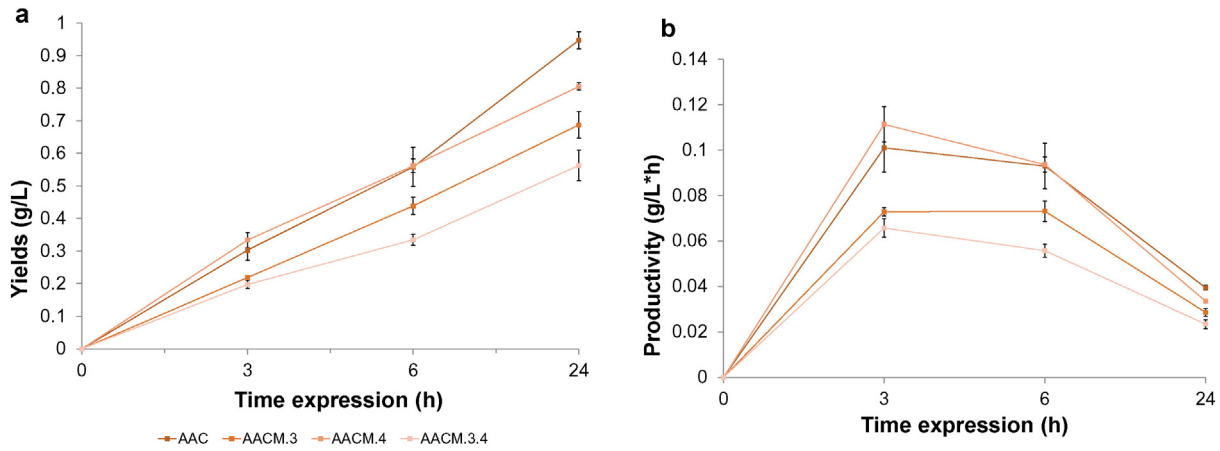 a
Yields (g/L)
1
0.9
0.8
0.7
0.6
0.5
0.4
0.3
0.2
0.1
0
0 3 6 24
Time expression (h)
AAC AACM.3 AACM.4 AACM.3.4
b
Productivity (g/L*h)
0.14
0.12
0.1
0.08
0.06
0.04
0.02
0
0 3 6 24
Time expression (h)